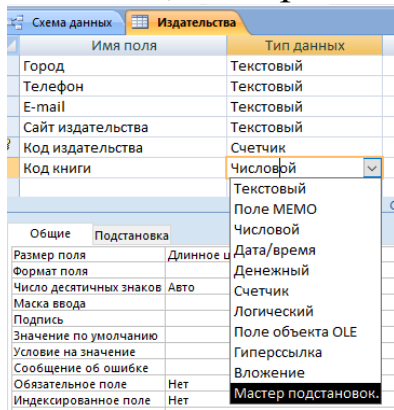 Схема данных Издательства
Имя поля Тип данных
Город Текстовый
Телефон Текстовый
E-mail Текстовый
Сайт издательства Текстовый
Код издательства Счетчик
Код книги Числовой
Текстовый
Поле МЕМО
Числовой
Дата/время
Денежный
Счетчик
Логический
Поле объекта OLE
Гиперссылка
Вложение
Мастер подстановок.
Общие Подстановка
Размер поля Длинное ц
Формат поля
Число десятичных знаков Авто
Маска ввода
Подпись
Значение по умолчанию
Условие на значение
Сообщение об ошибке
Обязательное поле Нет
Индексированное поле Нет